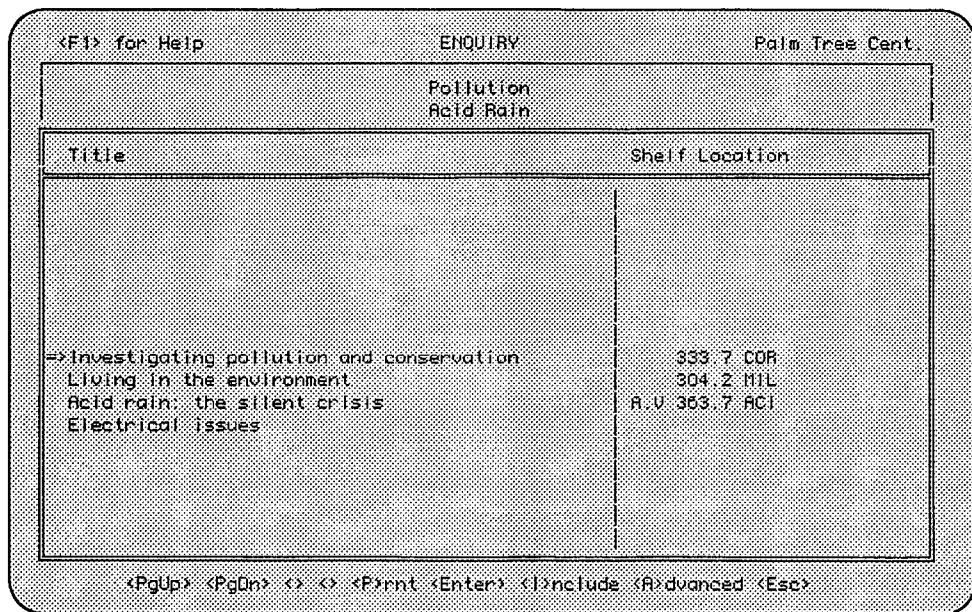 <F1> for Help ENQUIRY Palm Tree Cent.
Pollution
Acid Rain
Title Shelf Location
=>Investigating pollution and conservation 333.7 COR
Living in the environment 304.2 MIL
Acid rain: the silent crisis A.V 363.7 ACI
Electrical issues
<PgUp> <PgDn> <> <> <P>rnt <Enter> <I>nclude <A>dvanced <Esc>